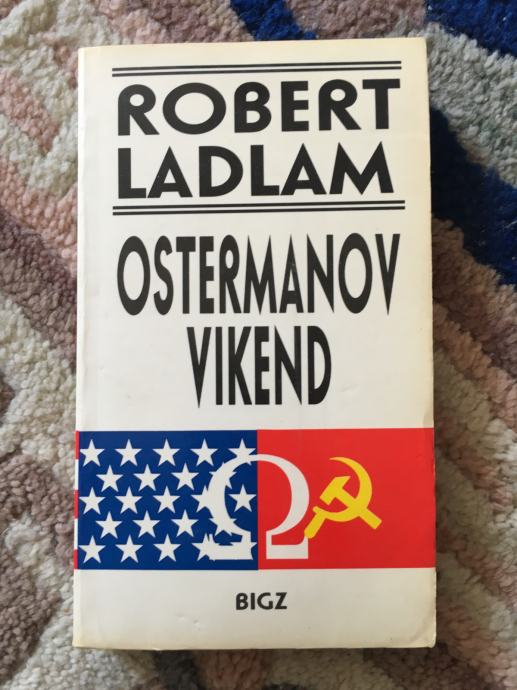 ROBERT
LADLAM
OSTERMANOV
VIKEND
Ω
BIGZ